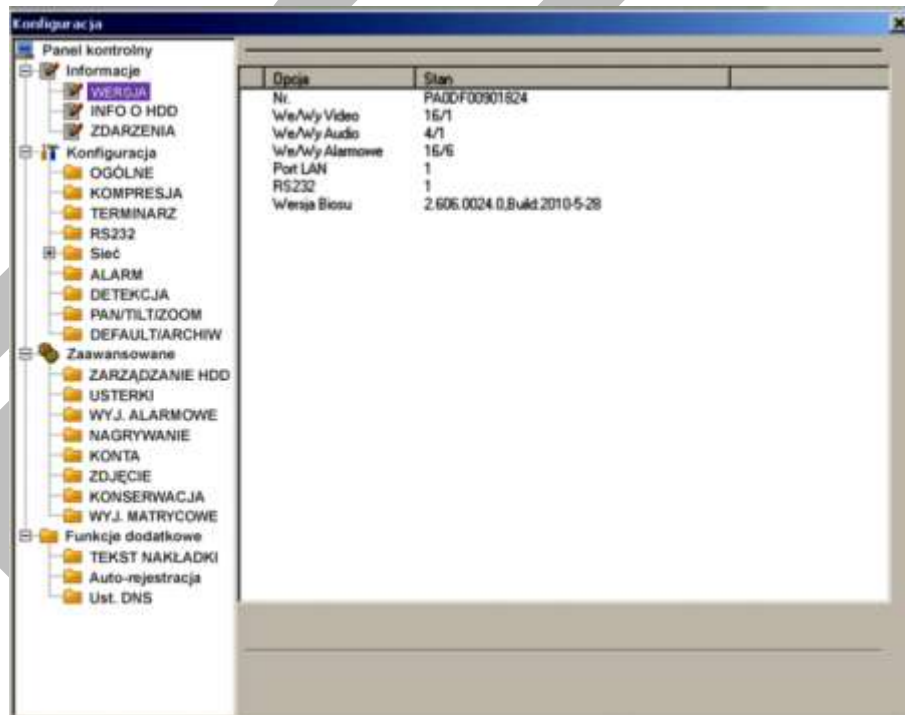 Konfiguracja
Panel kontrolny
Informacje
WERSJA
INFO O HDD
ZDARZENIA
Konfiguracja
OGÓLNE
KOMPRESJA
TERMINARZ
RS232
Sieć
ALARM
DETEKCJA
PAN/TILT/ZOOM
DEFAULT/ARCHIW
Zaawansowane
ZARZĄDZANIE HDD
USTERKI
WYJ. ALARMOWE
NAGRYWANIE
KONTA
ZDJĘCIE
KONSERWACJA
WYJ. MATRYCOWE
Funkcje dodatkowe
TEKST NAKŁADKI
Auto-rejestracja
Ust. DNS
Opcja Stan
Nr. PA0DF00901824
We/Wy Video 16/1
We/Wy Audio 4/1
We/Wy Alarmowe 16/6
Port LAN 1
RS232 1
Wersja Biosu 2.606.0024.0,Build:2010-5-28